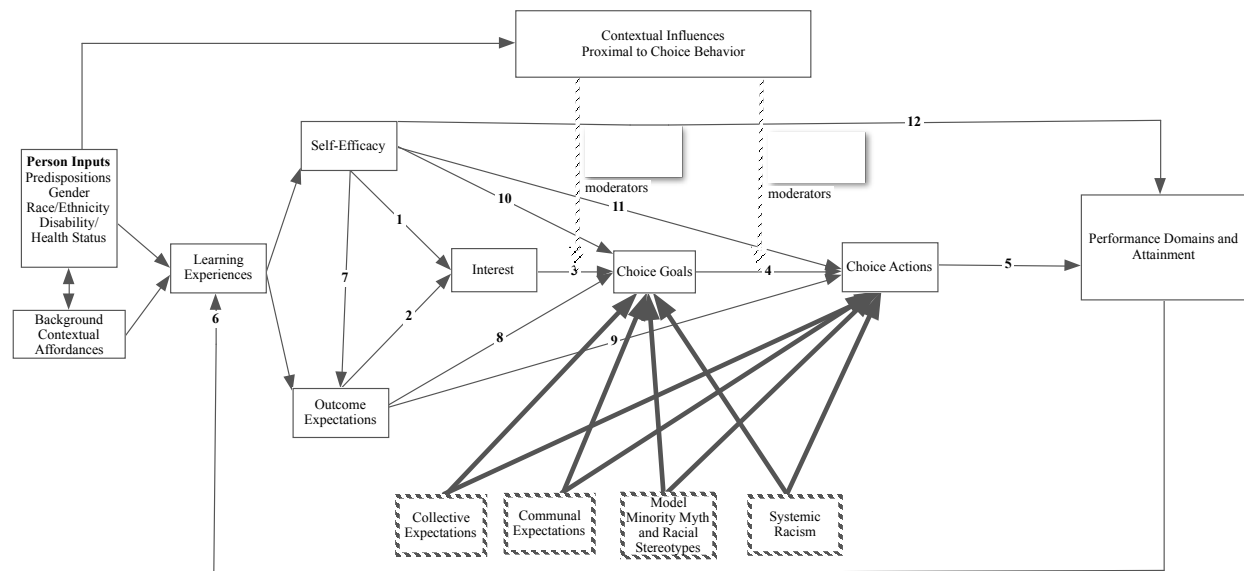 Contextual Influences
Proximal to Choice Behavior
12
Self-Efficacy
Person Inputs
Predispositions
Gender
Race/Ethnicity
Disability/
Health Status
moderators
moderators
10
11
1
Learning
Experiences
Interest
3
Choice Goals
4
Choice Actions
5
Performance Domains and
Attainment
7
6
2
8
9
Background
Contextual
Affordances
Outcome
Expectations
Collective
Expectations
Communal
Expectations
Model
Minority Myth
and Racial
Stereotypes
Systemic
Racism